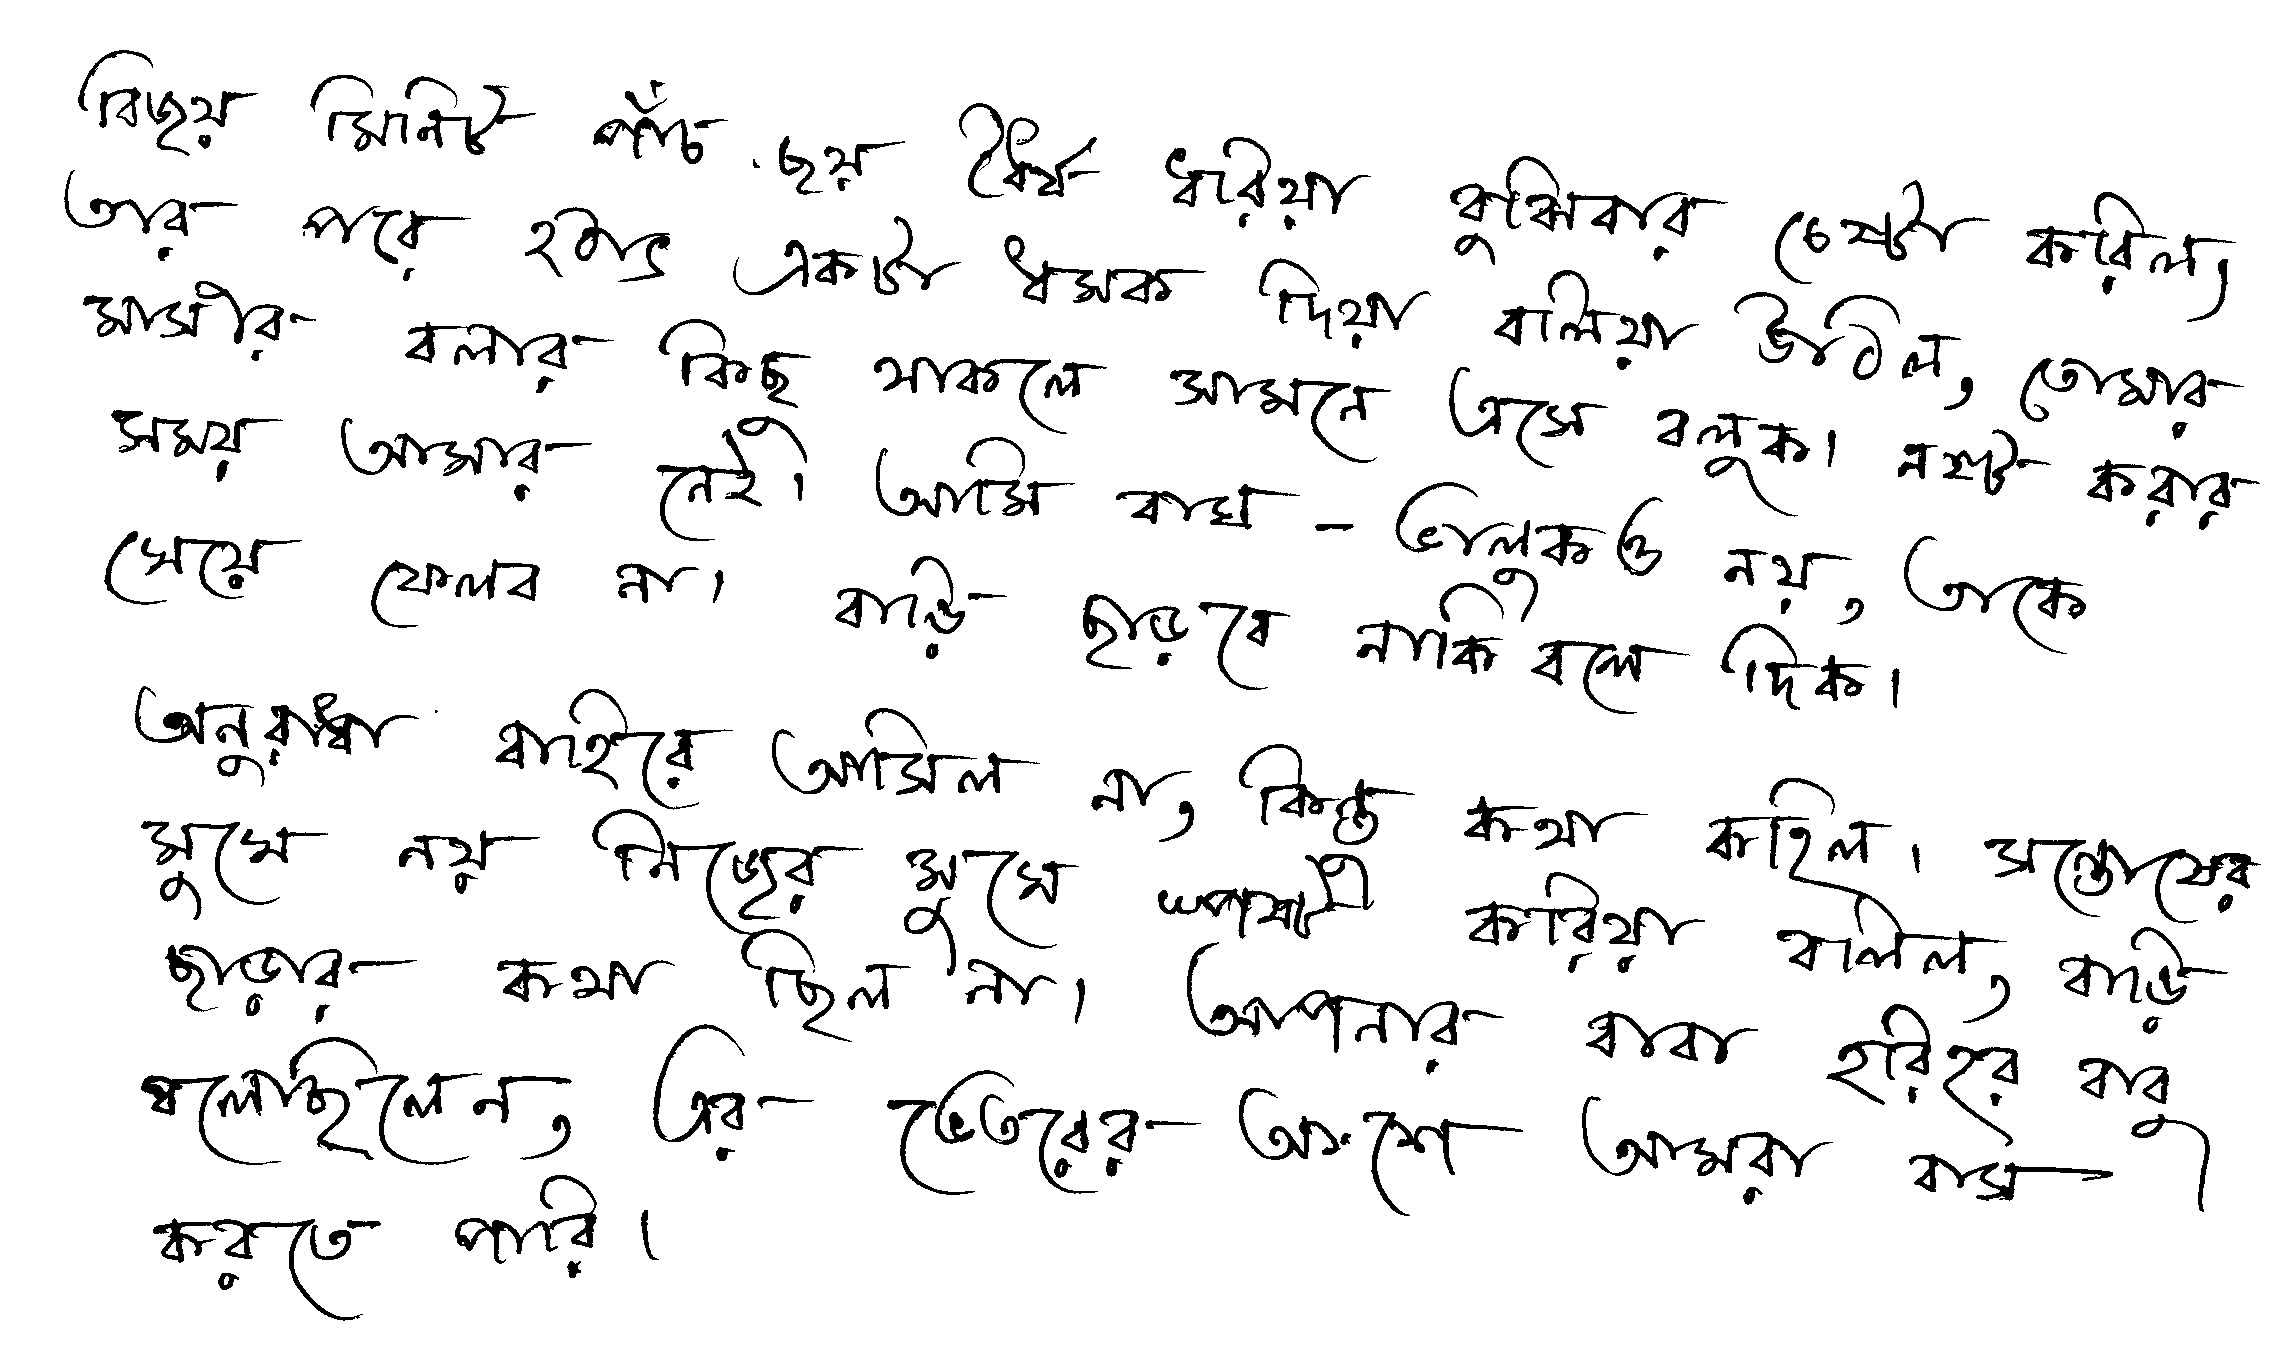 বিজয় মিনিট পাঁচ ছয় ধৈর্য ধরিয়া বুঝিবার চেষ্টা করিল,
তার পরে হঠাৎ একটা ধমক দিয়া বলিয়া উঠিল, তোমার
মাসীর বলার কিছু থাকলে সামনে এসে বলুক। নষ্ট করার
সময় আমার নেই। আমি বাঘ - ভালুকও নয়, তাকে
খেয়ে ফেলব না। বাড়ি ছাড়বে নাকি বলে দিক।
অনুরাধা বাহিরে আসিল না, কিন্তু কথা কহিল। সন্তোষের
মুখে নয় নিজের মুখে করিয়া বলিল, বাড়ি
ছাড়ার কথা ছিল না। আপনার বাবা হরিহর বাবু
বলেছিলেন, এর ভেতরের অংশে আমরা বাস
করতে পারি।